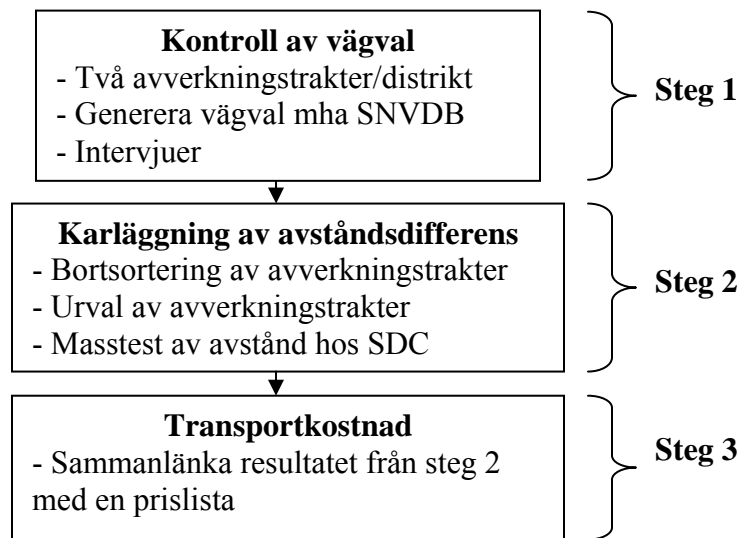 Kontroll av vägval
- Två avverkningstrakter/distrikt
- Generera vägval mha SNVDB
- Intervjuer
Steg 1
Karläggning av avståndsdifferens
- Bortsortering av avverkningstrakter
- Urval av avverkningstrakter
- Masstest av avstånd hos SDC
Steg 2
Transportkostnad
- Sammanlänka resultatet från steg 2
med en prislista
Steg 3